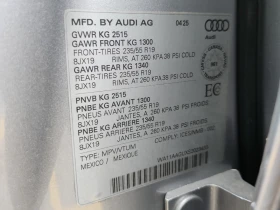 MFD. BY AUDI AG 04 25
GVWR KG 2515
GAWR FRONT KG 1300
FRONT-TIRES 235/55 R19
8JX19 RIMS, AT 260 KPA 38 PSI COLD
GAWR REAR KG 1340
REAR-TIRES 235/55 R19
8JX19 RIMS, AT 260 KPA 38 PSI COLD
PNVB KG 2515
PNBE KG AVANT 1300
PNEUS AVANT 235/55 R19
8JX19 JANTES, A 260 KPA 38 PSI FROIDS
PNBE KG ARRIERE 1340
PNEUS ARRIERE 235/55 R19
8JX19 JANTES, A 260 KPA 38 PSI FROIDS
TYPE: MPV/VTUM
MEXICO / MEXIQUE